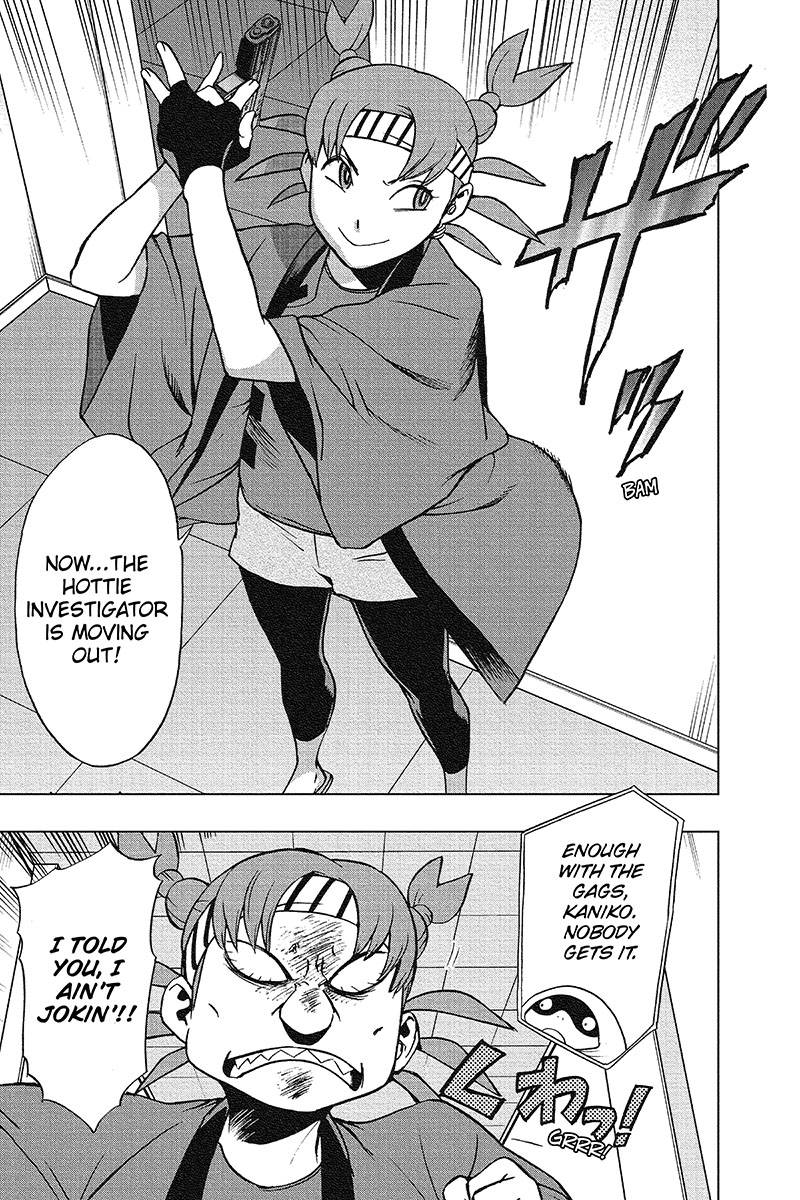 ザッ
BAM
NOW...THE
HOTTIE
INVESTIGATOR
IS MOVING
OUT!
ENOUGH
WITH THE
GAGS,
KANIKO.
NOBODY
GETS IT.
I TOLD
YOU, I
AIN'T
JOKIN'!!
くわっ!
GRRR!